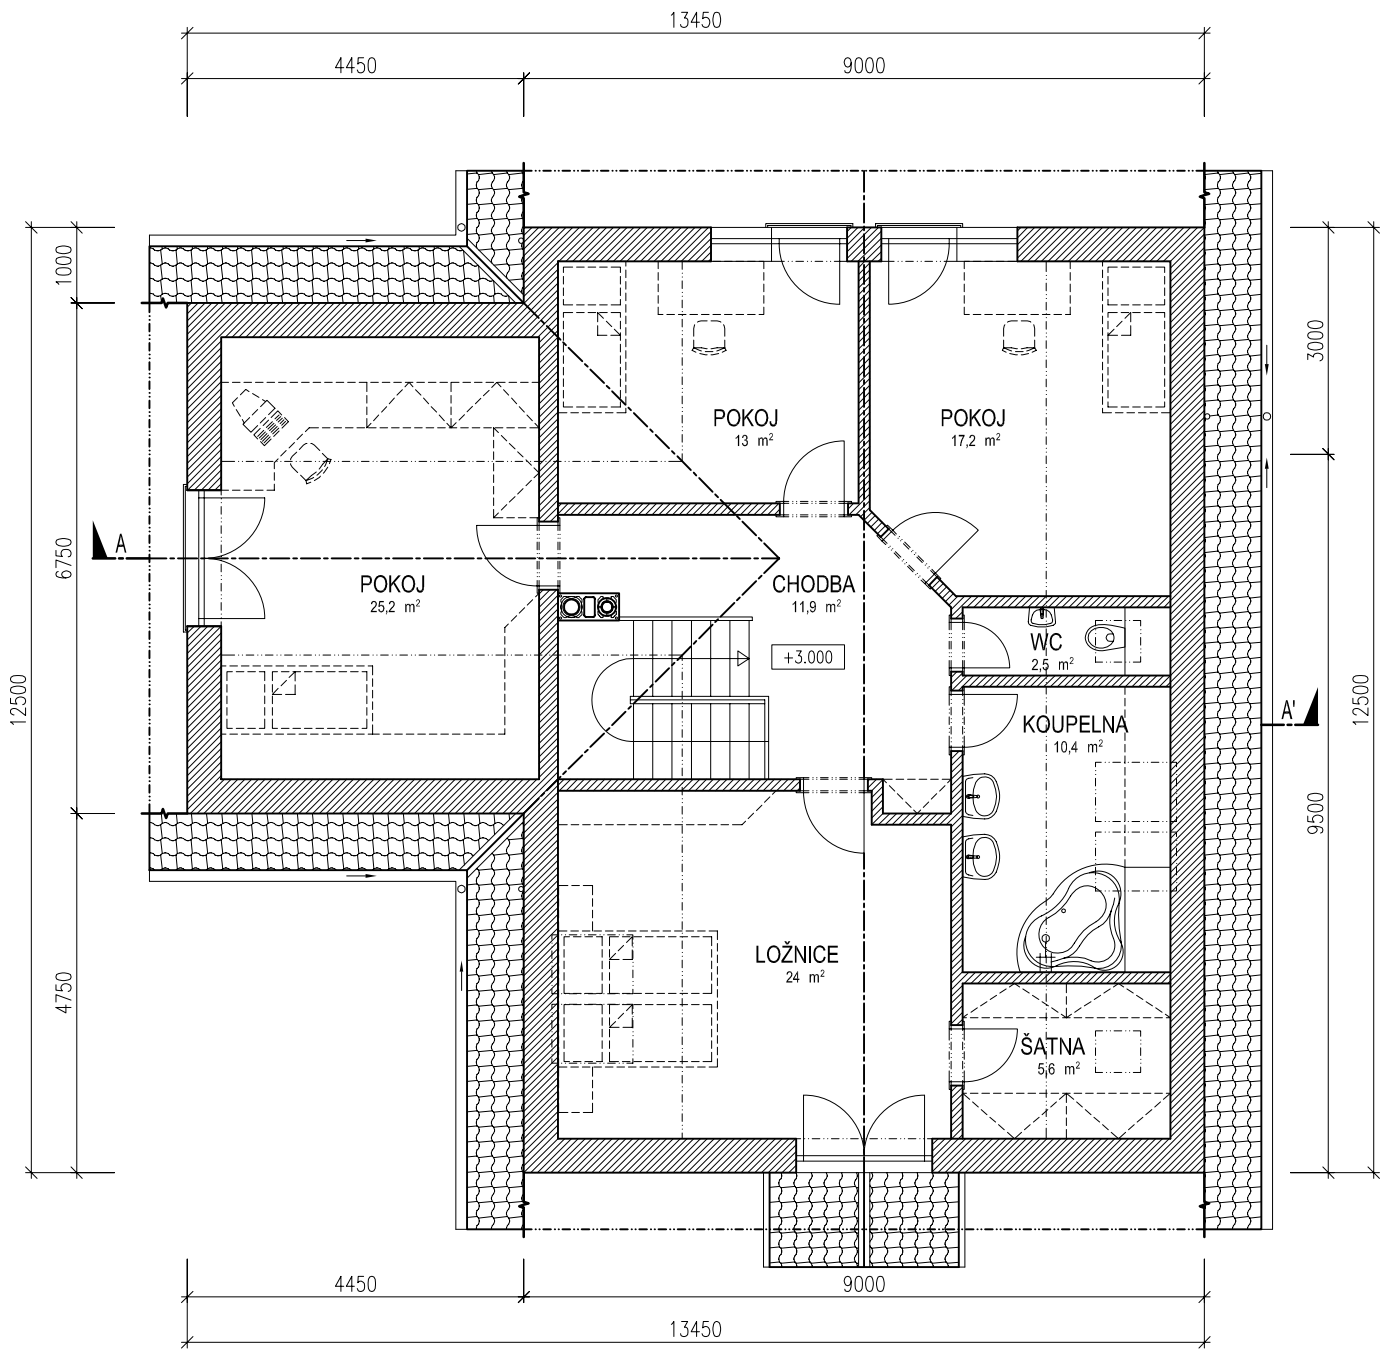 13450
4450
9000
1000
3000
POKOJ
13 m²
POKOJ
17,2 m²
A
6750
POKOJ
25,2 m²
CHODBA
11,9 m²
WC
2,5 m²
+3.000
12500
12500
A'
KOUPELNA
10,4 m²
9500
4750
LOŽNICE
24 m²
ŠATNA
5,6 m²
4450
9000
13450